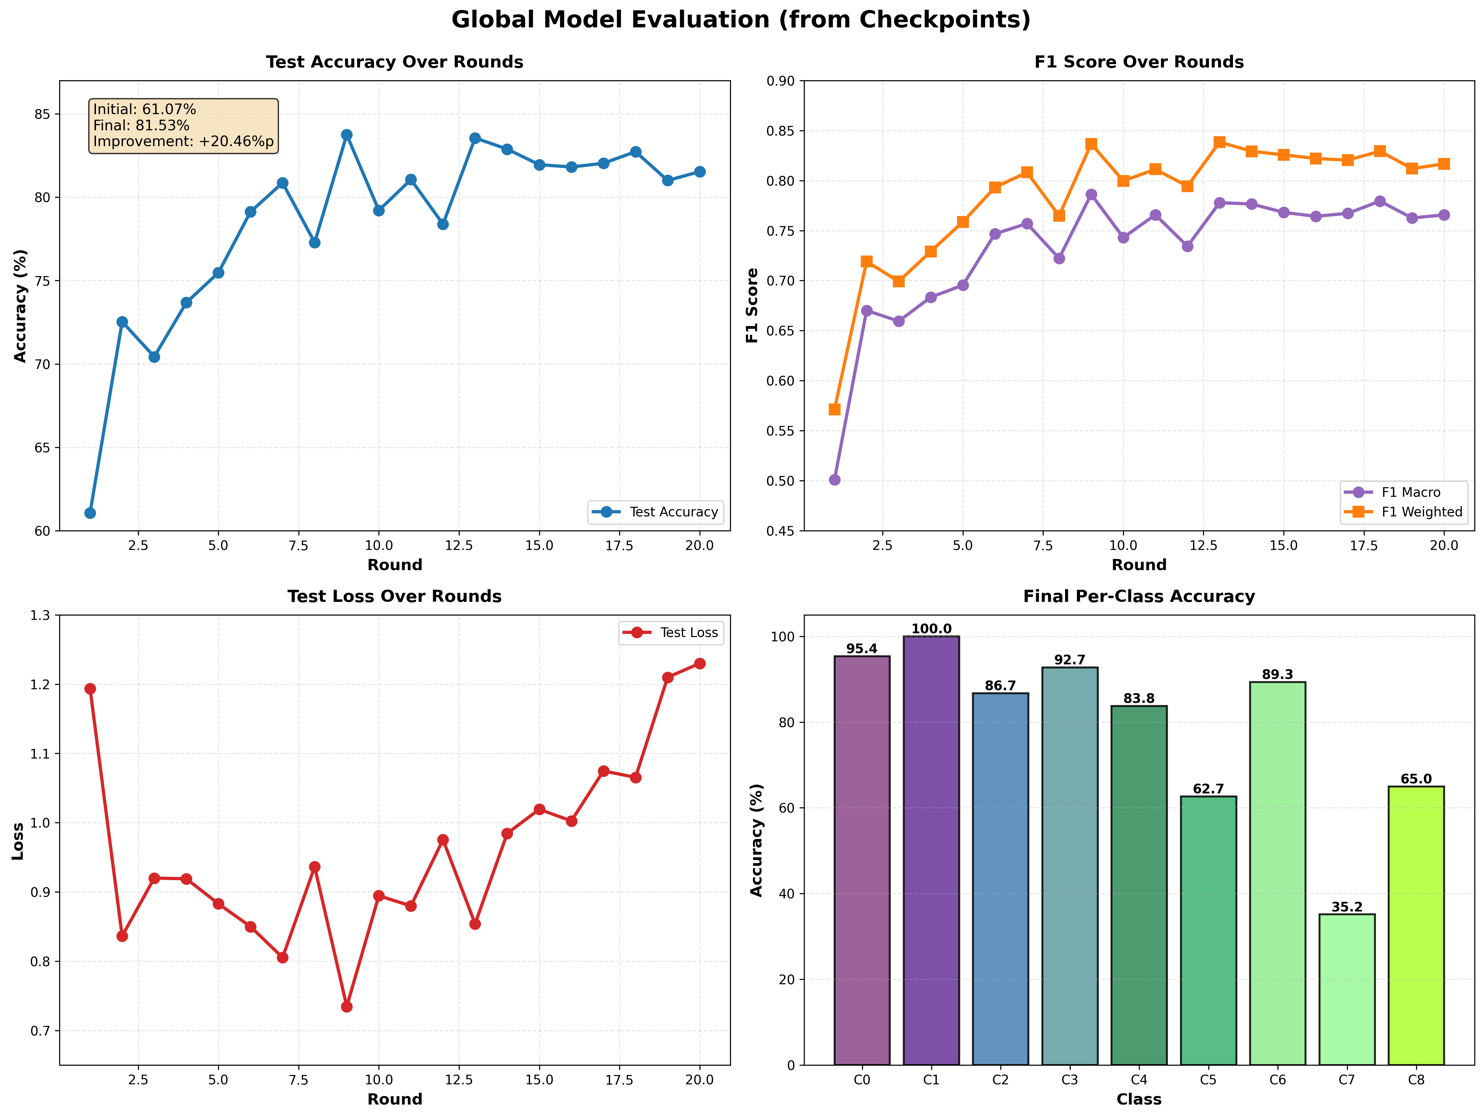 Global Model Evaluation (from Checkpoints)
Test Accuracy Over Rounds
Initial: 61.07%
Final: 81.53%
Improvement: +20.46%p
85
80
75
70
65
60
Accuracy (%)
Test Accuracy
2.5 5.0 7.5 10.0 12.5 15.0 17.5 20.0
Round
F1 Score Over Rounds
0.90
0.85
0.80
0.75
0.70
0.65
0.60
0.55
0.50
0.45
F1 Score
F1 Macro
F1 Weighted
2.5 5.0 7.5 10.0 12.5 15.0 17.5 20.0
Round
Test Loss Over Rounds
Test Loss
1.3
1.2
1.1
1.0
0.9
0.8
0.7
Loss
2.5 5.0 7.5 10.0 12.5 15.0 17.5 20.0
Round
Final Per-Class Accuracy
100
80
60
40
20
0
Accuracy (%)
95.4 100.0 86.7 92.7 83.8 62.7 89.3 35.2 65.0
C0 C1 C2 C3 C4 C5 C6 C7 C8
Class